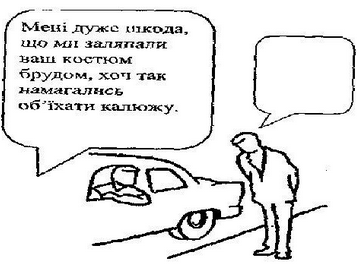 Мені дуже шкода,
що ми заляпали
ваш костюм
брудом, хоч так
намагались
об'їхати калюжу.